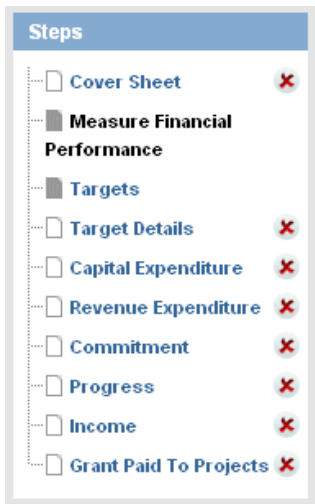 Steps
Cover Sheet
Measure Financial
Performance
Targets
Target Details
Capital Expenditure
Revenue Expenditure
Commitment
Progress
Income
Grant Paid To Projects